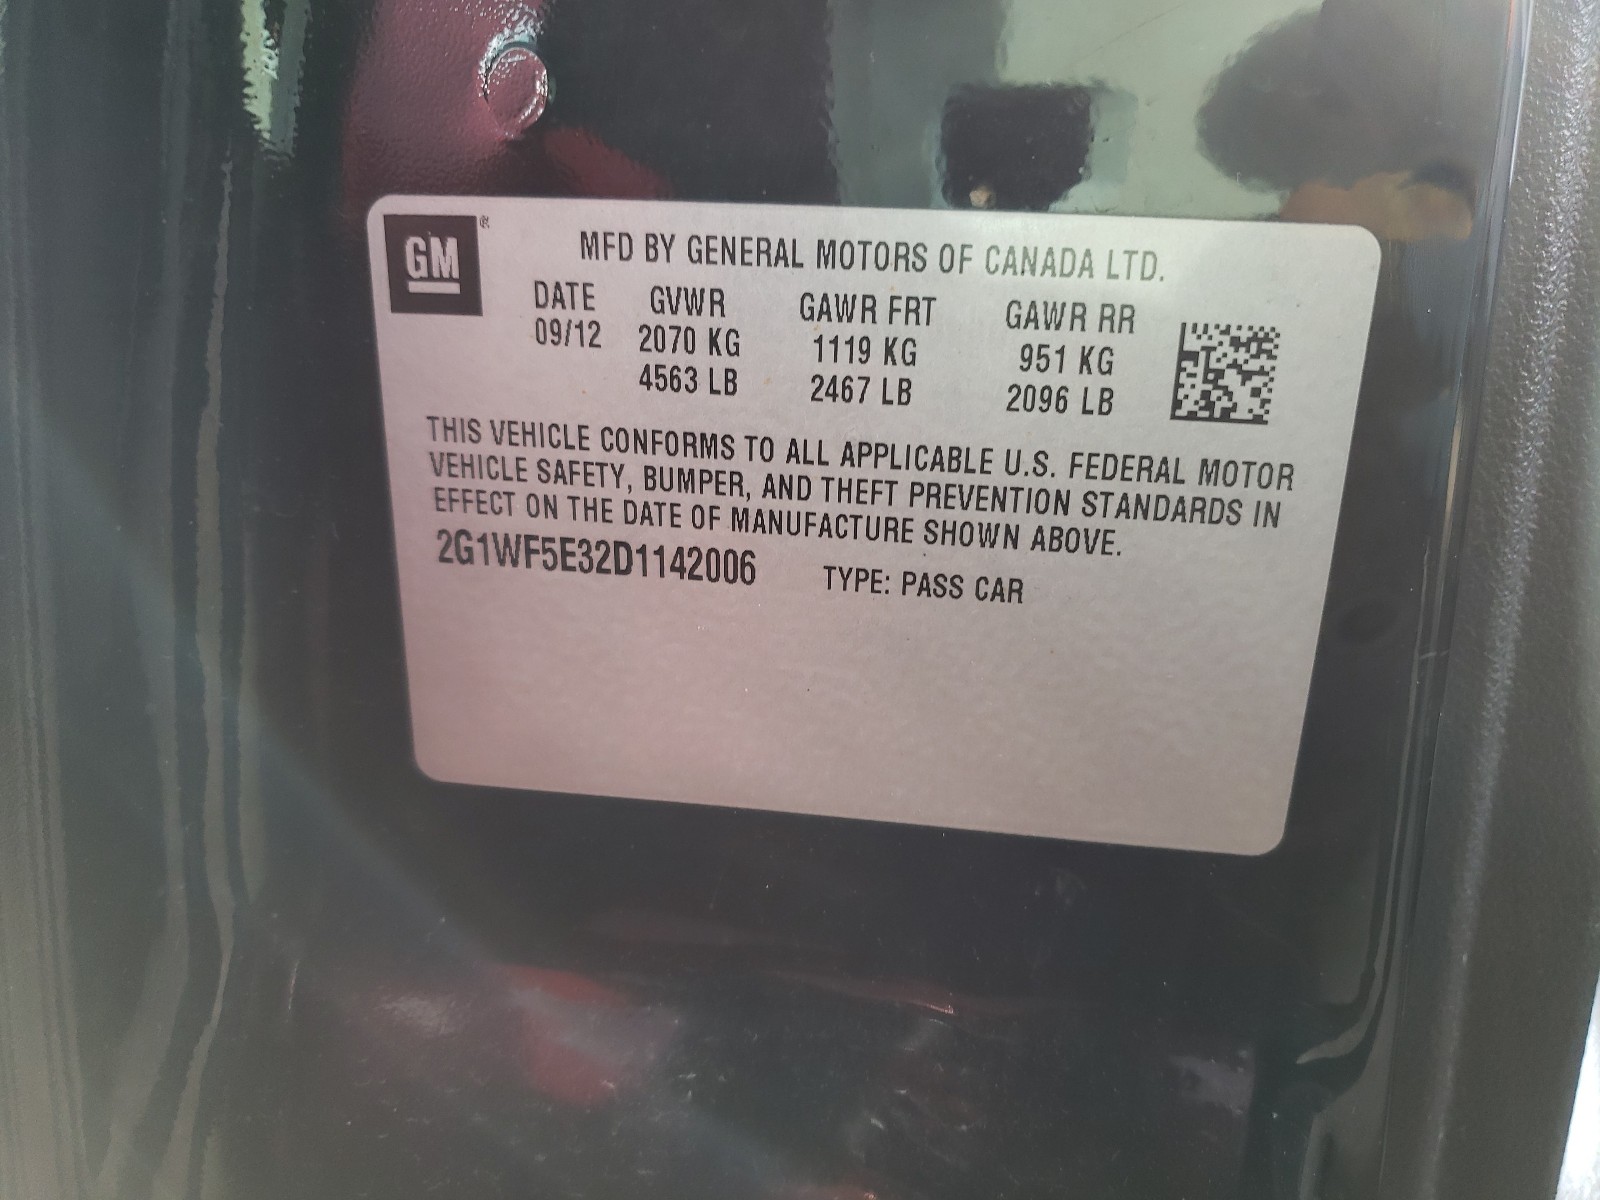 GM ®
MFD BY GENERAL MOTORS OF CANADA LTD.
DATE GVWR GAWR FRT GAWR RR
09/12 2070 KG 1119 KG 951 KG
4563 LB 2467 LB 2096 LB
THIS VEHICLE CONFORMS TO ALL APPLICABLE U.S. FEDERAL MOTOR
VEHICLE SAFETY, BUMPER, AND THEFT PREVENTION STANDARDS IN
EFFECT ON THE DATE OF MANUFACTURE SHOWN ABOVE.
2G1WF5E32D1142006 TYPE: PASS CAR